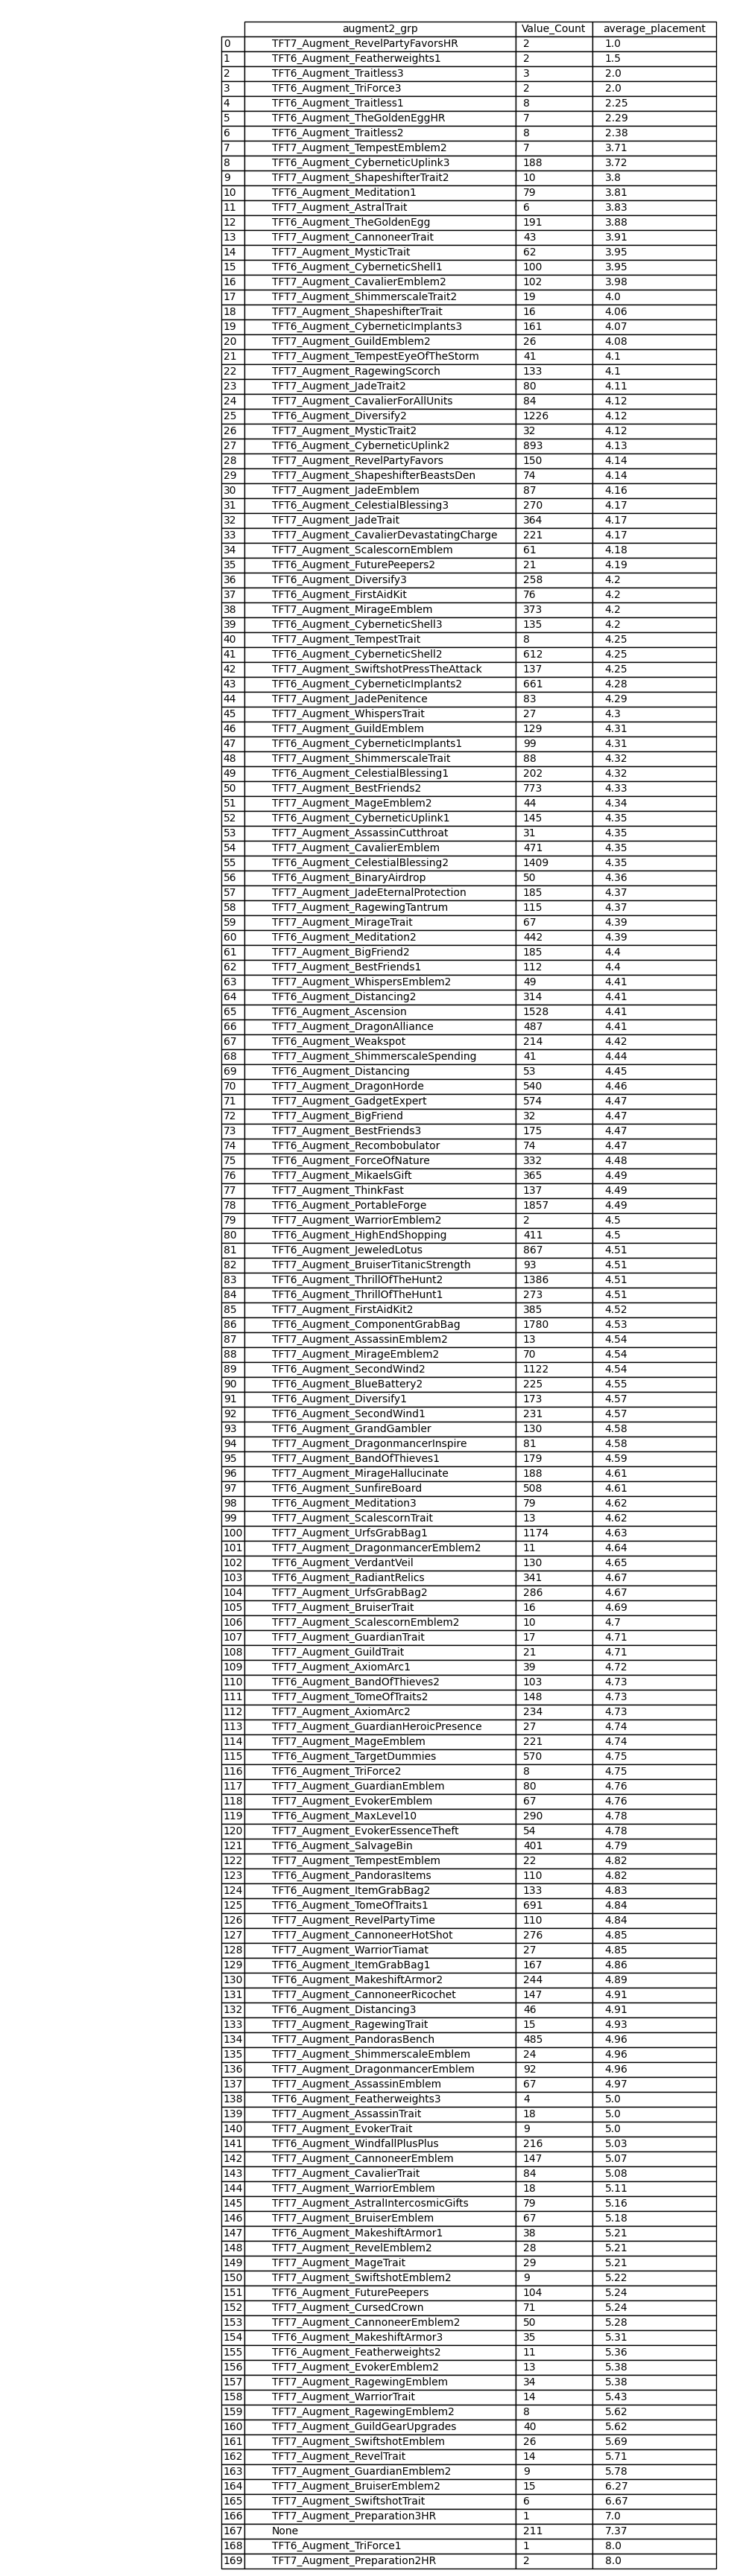 augment2_grp Value_Count average_placement
0 TFT7_Augment_RevelPartyFavorsHR 2 1.0
1 TFT6_Augment_Featherweights1 2 1.5
2 TFT6_Augment_Traitless3 3 2.0
3 TFT6_Augment_TriForce3 2 2.0
4 TFT6_Augment_Traitless1 8 2.25
5 TFT6_Augment_TheGoldenEggHR 7 2.29
6 TFT6_Augment_Traitless2 8 2.38
7 TFT7_Augment_TempestEmblem2 7 3.71
8 TFT6_Augment_CyberneticUplink3 188 3.72
9 TFT7_Augment_ShapeshifterTrait2 10 3.8
10 TFT6_Augment_Meditation1 79 3.81
11 TFT7_Augment_AstralTrait 6 3.83
12 TFT6_Augment_TheGoldenEgg 191 3.88
13 TFT7_Augment_CannoneerTrait 43 3.91
14 TFT7_Augment_MysticTrait 62 3.95
15 TFT6_Augment_CyberneticShell1 100 3.95
16 TFT7_Augment_CavalierEmblem2 102 3.98
17 TFT7_Augment_ShimmerscaleTrait2 19 4.0
18 TFT7_Augment_ShapeshifterTrait 16 4.06
19 TFT6_Augment_CyberneticImplants3 161 4.07
20 TFT7_Augment_GuildEmblem2 26 4.08
21 TFT7_Augment_TempestEyeOfTheStorm 41 4.1
22 TFT7_Augment_RagewingScorch 133 4.1
23 TFT7_Augment_JadeTrait2 80 4.11
24 TFT7_Augment_CavalierForAllUnits 84 4.12
25 TFT6_Augment_Diversify2 1226 4.12
26 TFT7_Augment_MysticTrait2 32 4.12
27 TFT6_Augment_CyberneticUplink2 893 4.13
28 TFT7_Augment_RevelPartyFavors 150 4.14
29 TFT7_Augment_ShapeshifterBeastsDen 74 4.14
30 TFT7_Augment_JadeEmblem 87 4.16
31 TFT6_Augment_CelestialBlessing3 270 4.17
32 TFT7_Augment_JadeTrait 364 4.17
33 TFT7_Augment_CavalierDevastatingCharge 221 4.17
34 TFT7_Augment_ScalescornEmblem 61 4.18
35 TFT6_Augment_FuturePeepers2 21 4.19
36 TFT6_Augment_Diversify3 258 4.2
37 TFT6_Augment_FirstAidKit 76 4.2
38 TFT7_Augment_MirageEmblem 373 4.2
39 TFT6_Augment_CyberneticShell3 135 4.2
40 TFT7_Augment_TempestTrait 8 4.25
41 TFT6_Augment_CyberneticShell2 612 4.25
42 TFT7_Augment_SwiftshotPressTheAttack 137 4.25
43 TFT6_Augment_CyberneticImplants2 661 4.28
44 TFT7_Augment_JadePenitence 83 4.29
45 TFT7_Augment_WhispersTrait 27 4.3
46 TFT7_Augment_GuildEmblem 129 4.31
47 TFT6_Augment_CyberneticImplants1 99 4.31
48 TFT7_Augment_ShimmerscaleTrait 88 4.32
49 TFT6_Augment_CelestialBlessing1 202 4.32
50 TFT7_Augment_BestFriends2 773 4.33
51 TFT7_Augment_MageEmblem2 44 4.34
52 TFT6_Augment_CyberneticUplink1 145 4.35
53 TFT7_Augment_AssassinCutthroat 31 4.35
54 TFT7_Augment_CavalierEmblem 471 4.35
55 TFT6_Augment_CelestialBlessing2 1409 4.35
56 TFT6_Augment_BinaryAirdrop 50 4.36
57 TFT7_Augment_JadeEternalProtection 185 4.37
58 TFT7_Augment_RagewingTantrum 115 4.37
59 TFT7_Augment_MirageTrait 67 4.39
60 TFT6_Augment_Meditation2 442 4.39
61 TFT7_Augment_BigFriend2 185 4.4
62 TFT7_Augment_BestFriends1 112 4.4
63 TFT7_Augment_WhispersEmblem2 49 4.41
64 TFT6_Augment_Distancing2 314 4.41
65 TFT6_Augment_Ascension 1528 4.41
66 TFT7_Augment_DragonAlliance 487 4.41
67 TFT6_Augment_Weakspot 214 4.42
68 TFT7_Augment_ShimmerscaleSpending 41 4.44
69 TFT6_Augment_Distancing 53 4.45
70 TFT7_Augment_DragonHorde 540 4.46
71 TFT7_Augment_GadgetExpert 574 4.47
72 TFT7_Augment_BigFriend 32 4.47
73 TFT7_Augment_BestFriends3 175 4.47
74 TFT6_Augment_Recombobulator 74 4.47
75 TFT6_Augment_ForceOfNature 332 4.48
76 TFT7_Augment_MikaelsGift 365 4.49
77 TFT7_Augment_ThinkFast 137 4.49
78 TFT6_Augment_PortableForge 1857 4.49
79 TFT7_Augment_WarriorEmblem2 2 4.5
80 TFT6_Augment_HighEndShopping 411 4.5
81 TFT6_Augment_JeweledLotus 867 4.51
82 TFT7_Augment_BruiserTitanicStrength 93 4.51
83 TFT6_Augment_ThrillOfTheHunt2 1386 4.51
84 TFT6_Augment_ThrillOfTheHunt1 273 4.51
85 TFT7_Augment_FirstAidKit2 385 4.52
86 TFT6_Augment_ComponentGrabBag 1780 4.53
87 TFT7_Augment_AssassinEmblem2 13 4.54
88 TFT7_Augment_MirageEmblem2 70 4.54
89 TFT6_Augment_SecondWind2 1122 4.54
90 TFT6_Augment_BlueBattery2 225 4.55
91 TFT6_Augment_Diversify1 173 4.57
92 TFT6_Augment_SecondWind1 231 4.57
93 TFT6_Augment_GrandGambler 130 4.58
94 TFT7_Augment_DragonmancerInspire 81 4.58
95 TFT7_Augment_BandOfThieves1 179 4.59
96 TFT7_Augment_MirageHallucinate 188 4.61
97 TFT6_Augment_SunfireBoard 508 4.61
98 TFT6_Augment_Meditation3 79 4.62
99 TFT7_Augment_ScalescornTrait 13 4.62
100 TFT7_Augment_UrfsGrabBag1 1174 4.63
101 TFT7_Augment_DragonmancerEmblem2 11 4.64
102 TFT6_Augment_VerdantVeil 130 4.65
103 TFT6_Augment_RadiantRelics 341 4.67
104 TFT7_Augment_UrfsGrabBag2 286 4.67
105 TFT7_Augment_BruiserTrait 16 4.69
106 TFT7_Augment_ScalescornEmblem2 10 4.7
107 TFT7_Augment_GuardianTrait 17 4.71
108 TFT7_Augment_GuildTrait 21 4.71
109 TFT7_Augment_AxiomArc1 39 4.72
110 TFT6_Augment_BandOfThieves2 103 4.73
111 TFT7_Augment_TomeOfTraits2 148 4.73
112 TFT7_Augment_AxiomArc2 234 4.73
113 TFT7_Augment_GuardianHeroicPresence 27 4.74
114 TFT7_Augment_MageEmblem 221 4.74
115 TFT6_Augment_TargetDummies 570 4.75
116 TFT6_Augment_TriForce2 8 4.75
117 TFT7_Augment_GuardianEmblem 80 4.76
118 TFT7_Augment_EvokerEmblem 67 4.76
119 TFT6_Augment_MaxLevel10 290 4.78
120 TFT7_Augment_EvokerEssenceTheft 54 4.78
121 TFT6_Augment_SalvageBin 401 4.79
122 TFT7_Augment_TempestEmblem 22 4.82
123 TFT6_Augment_PandorasItems 110 4.82
124 TFT6_Augment_ItemGrabBag2 133 4.83
125 TFT6_Augment_TomeOfTraits1 691 4.84
126 TFT7_Augment_RevelPartyTime 110 4.84
127 TFT7_Augment_CannoneerHotShot 276 4.85
128 TFT7_Augment_WarriorTiamat 27 4.85
129 TFT6_Augment_ItemGrabBag1 167 4.86
130 TFT6_Augment_MakeshiftArmor2 244 4.89
131 TFT7_Augment_CannoneerRicochet 147 4.91
132 TFT6_Augment_Distancing3 46 4.91
133 TFT7_Augment_RagewingTrait 15 4.93
134 TFT7_Augment_PandorasBench 485 4.96
135 TFT7_Augment_ShimmerscaleEmblem 24 4.96
136 TFT7_Augment_DragonmancerEmblem 92 4.96
137 TFT7_Augment_AssassinEmblem 67 4.97
138 TFT6_Augment_Featherweights3 4 5.0
139 TFT7_Augment_AssassinTrait 18 5.0
140 TFT7_Augment_EvokerTrait 9 5.0
141 TFT6_Augment_WindfallPlusPlus 216 5.03
142 TFT7_Augment_CannoneerEmblem 147 5.07
143 TFT7_Augment_CavalierTrait 84 5.08
144 TFT7_Augment_WarriorEmblem 18 5.11
145 TFT7_Augment_AstralIntercosmicGifts 79 5.16
146 TFT7_Augment_BruiserEmblem 67 5.18
147 TFT6_Augment_MakeshiftArmor1 38 5.21
148 TFT7_Augment_RevelEmblem2 28 5.21
149 TFT7_Augment_MageTrait 29 5.21
150 TFT7_Augment_SwiftshotEmblem2 9 5.22
151 TFT6_Augment_FuturePeepers 104 5.24
152 TFT7_Augment_CursedCrown 71 5.24
153 TFT7_Augment_CannoneerEmblem2 50 5.28
154 TFT6_Augment_MakeshiftArmor3 35 5.31
155 TFT6_Augment_Featherweights2 11 5.36
156 TFT7_Augment_EvokerEmblem2 13 5.38
157 TFT7_Augment_RagewingEmblem 34 5.38
158 TFT7_Augment_WarriorTrait 14 5.43
159 TFT7_Augment_RagewingEmblem2 8 5.62
160 TFT7_Augment_GuildGearUpgrades 40 5.62
161 TFT7_Augment_SwiftshotEmblem 26 5.69
162 TFT7_Augment_RevelTrait 14 5.71
163 TFT7_Augment_GuardianEmblem2 9 5.78
164 TFT7_Augment_BruiserEmblem2 15 6.27
165 TFT7_Augment_SwiftshotTrait 6 6.67
166 TFT7_Augment_Preparation3HR 1 7.0
167 None 211 7.37
168 TFT6_Augment_TriForce1 1 8.0
169 TFT7_Augment_Preparation2HR 2 8.0